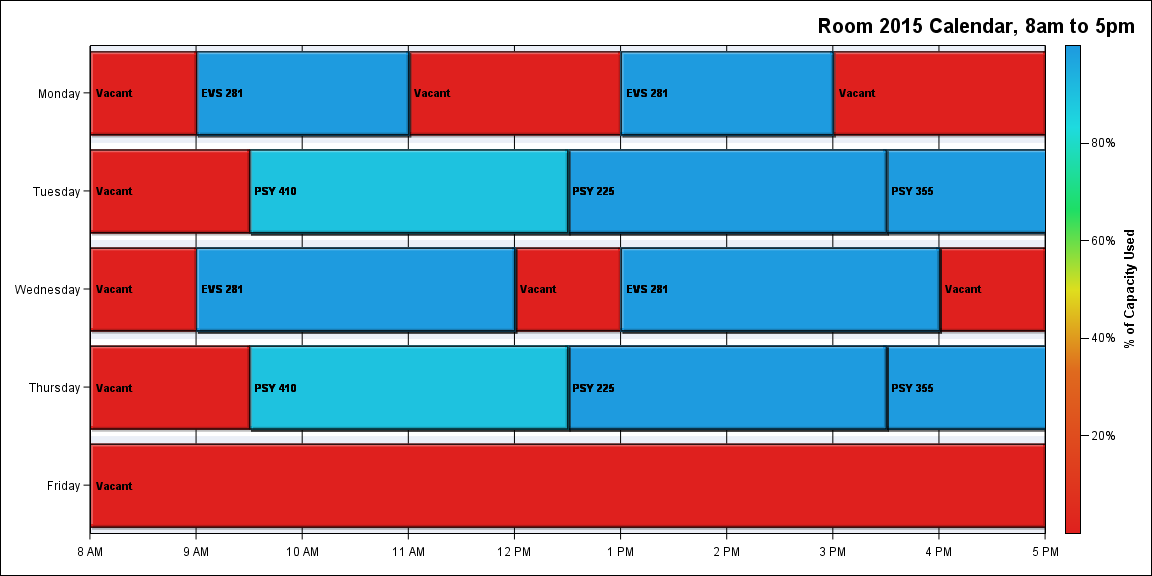 Room 2015 Calendar, 8am to 5pm
Monday
Vacant
EVS 281
Vacant
EVS 281
Vacant
Tuesday
Vacant
PSY 410
PSY 225
PSY 355
Wednesday
Vacant
EVS 281
Vacant
EVS 281
Vacant
Thursday
Vacant
PSY 410
PSY 225
PSY 355
Friday
Vacant
8 AM
9 AM
10 AM
11 AM
12 PM
1 PM
2 PM
3 PM
4 PM
5 PM
80%
60%
40%
20%
% of Capacity Used